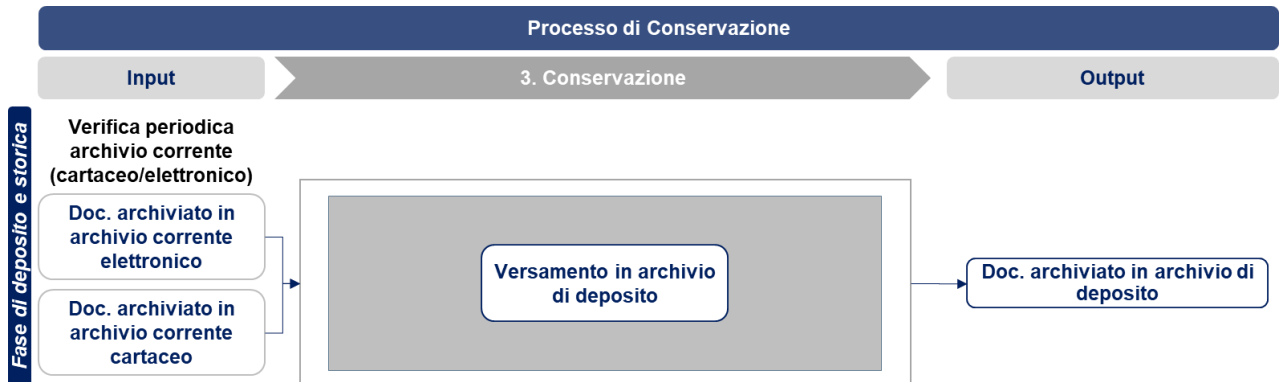 Processo di Conservazione
Input
3. Conservazione
Output
Fase di deposito e storica
Verifica periodica
archivio corrente
(cartaceo/elettronico)
Doc. archiviato in
archivio corrente
elettronico
Doc. archiviato in
archivio corrente
cartaceo
Versamento in archivio
di deposito
Doc. archiviato in archivio di
deposito